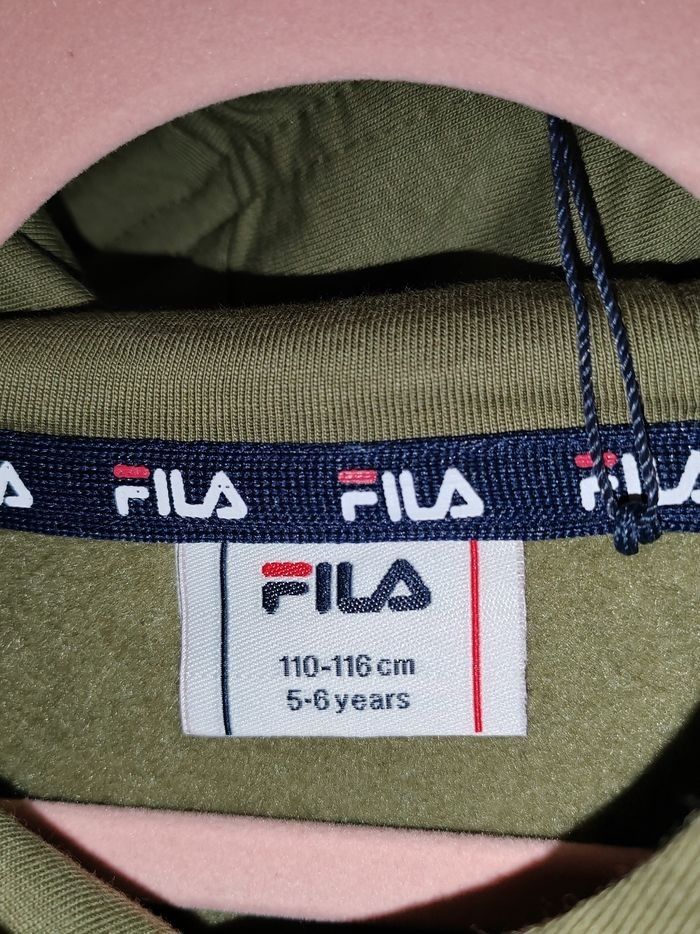 FILA FILA FILA
FILA
110-116 cm
5-6 years